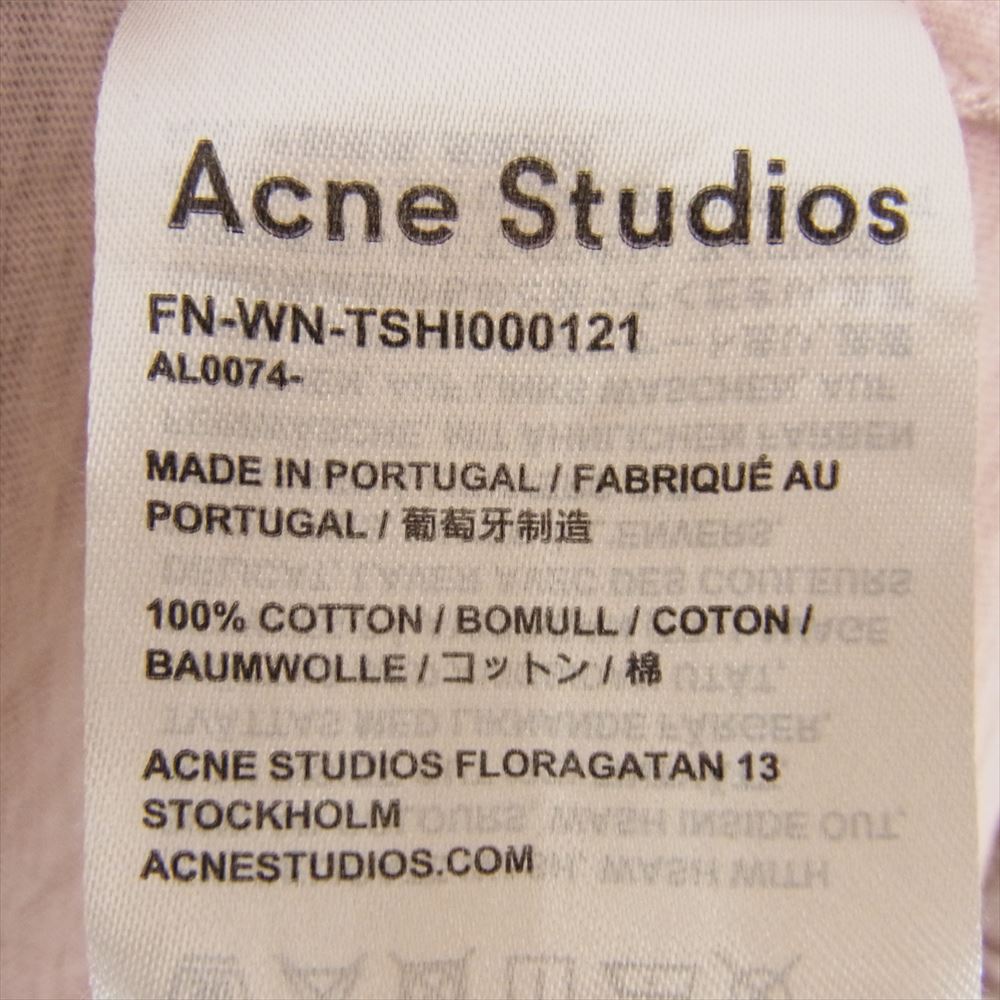 Acne Studios
FN-WN-TSHI000121
AL0074-
MADE IN PORTUGAL / FABRIQUÉ AU
PORTUGAL / 葡萄牙制造
100% COTTON / BOMULL / COTON /
BAUMWOLLE / コットン / 棉
ACNE STUDIOS FLORAGATAN 13
STOCKHOLM
ACNESTUDIOS.COM